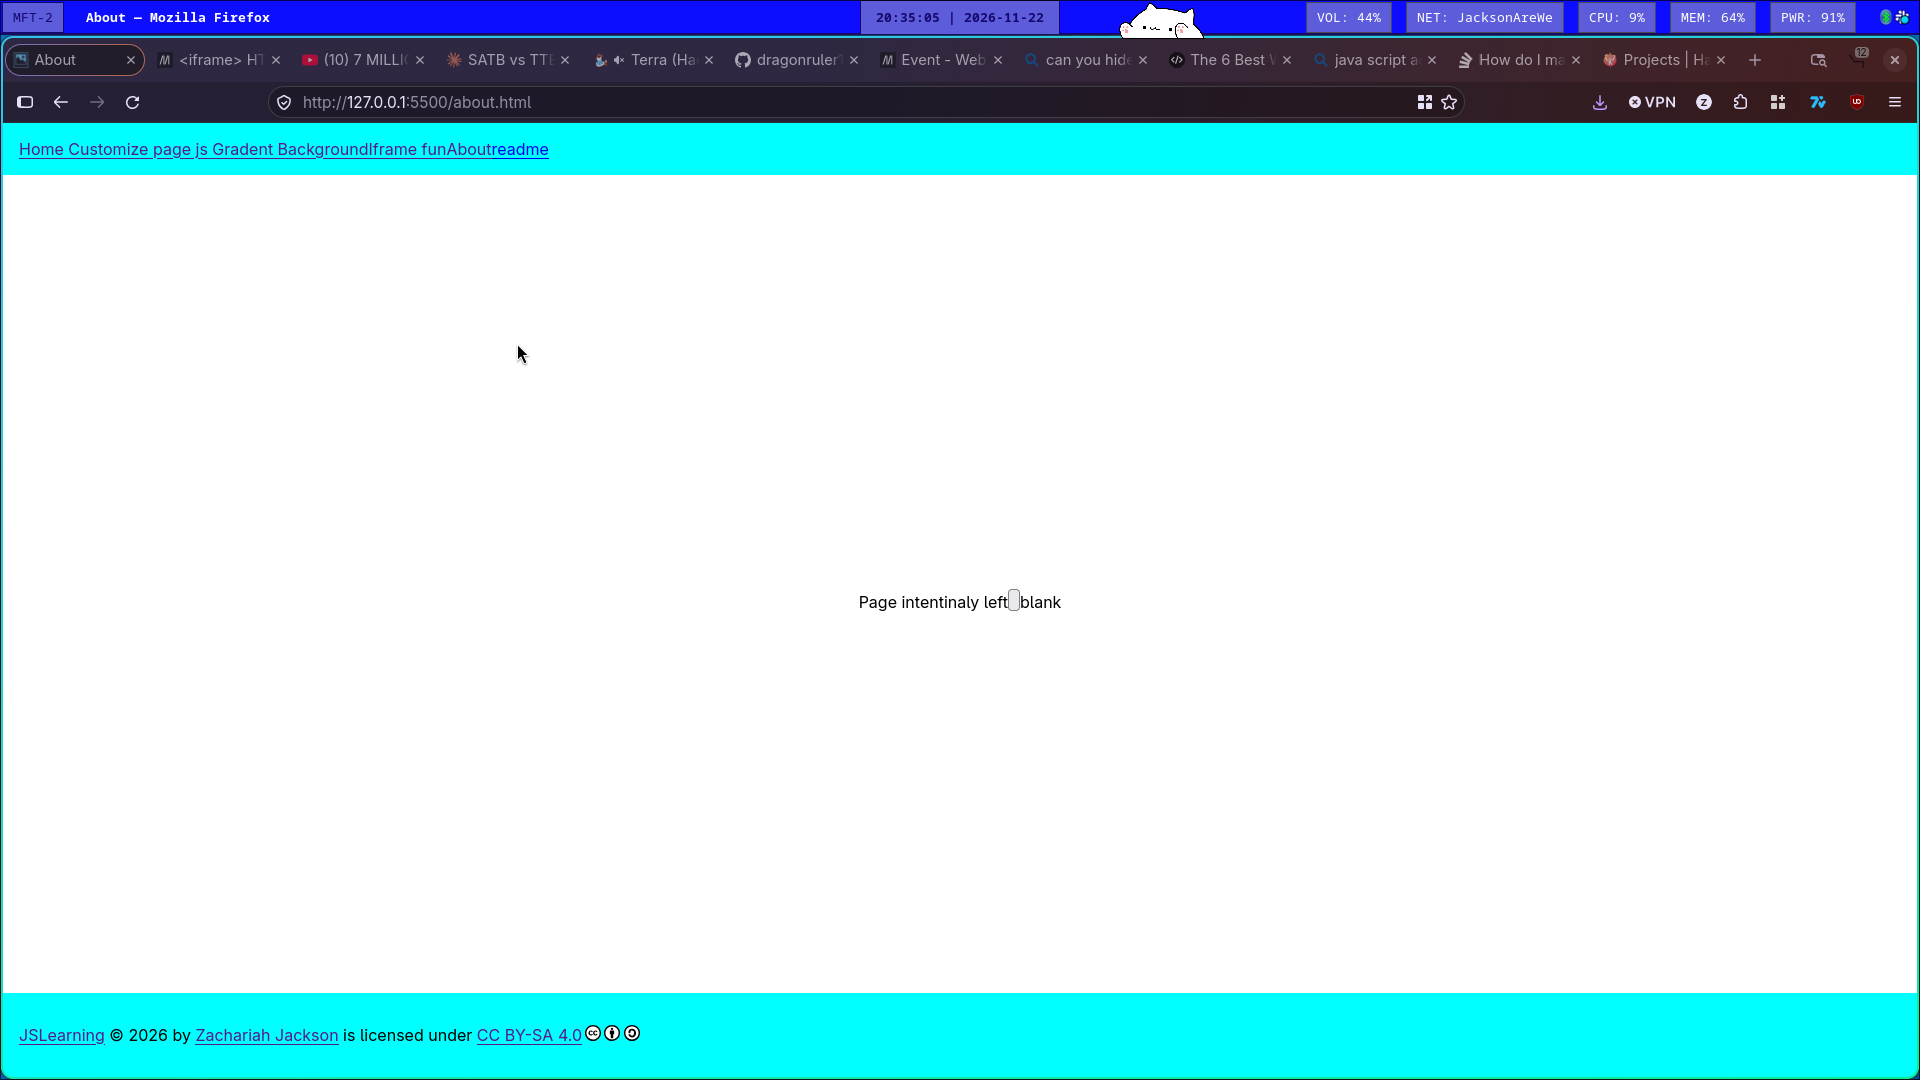 MFT-2 About — Mozilla Firefox 20:35:05 | 2026-11-22 VOL: 44% NET: JacksonAreWe CPU: 9% MEM: 64% PWR: 91%
About <iframe> HT (10) 7 MILLI SATB vs TTE Terra (Ha dragonruler1 Event - Web can you hide The 6 Best java script a How do I ma Projects | Ha 12
http://127.0.0.1:5500/about.html VPN Z
Home Customize page js Gradent BackgroundIframe funAboutreadme
Page intentinaly left blank
JSLearning © 2026 by Zachariah Jackson is licensed under CC BY-SA 4.0